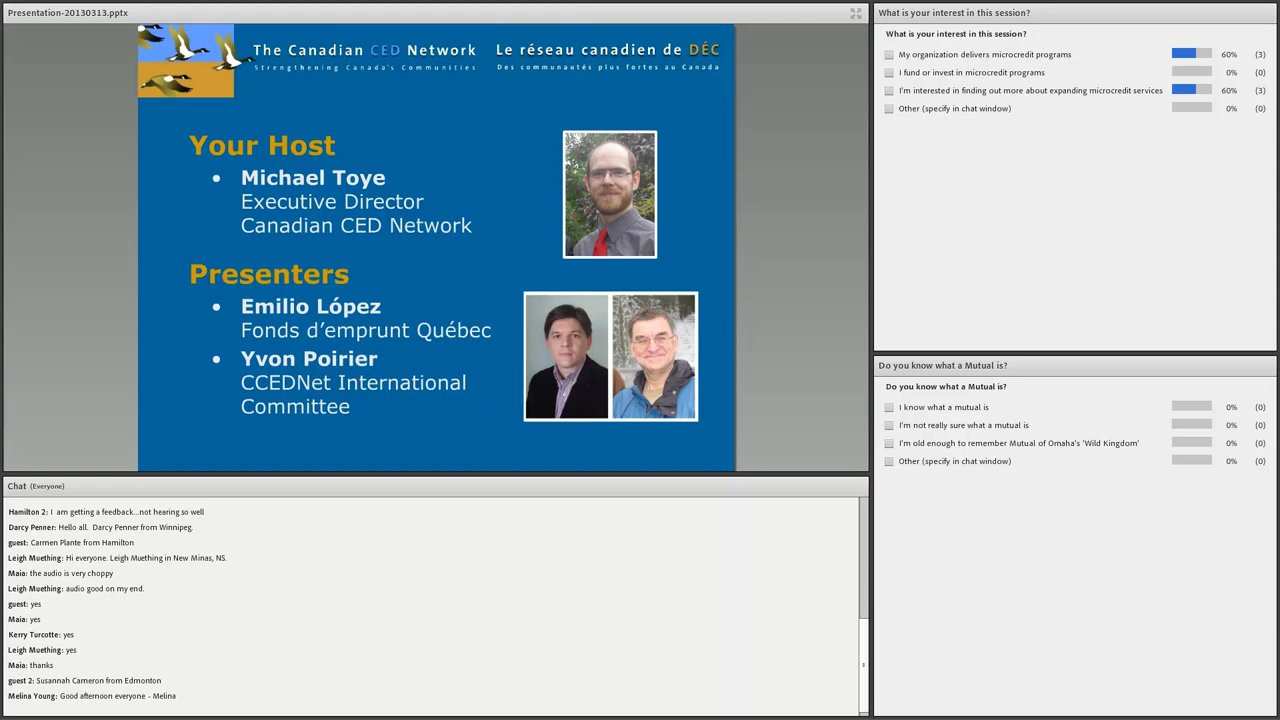 Presentation-20130313.pptx
The Canadian CED Network
Strengthening Canada's Communities
Le réseau canadien de DÉC
Des communautés plus fortes au Canada
Your Host
• Michael Toye
Executive Director
Canadian CED Network
Presenters
• Emilio López
Fonds d’emprunt Québec
• Yvon Poirier
CCEDNet International
Committee
Chat (Everyone)
Hamilton 2: I am getting a feedback...not hearing so well
Darcy Penner: Hello all. Darcy Penner from Winnipeg.
guest: Carmen Plante from Hamilton
Leigh Muething: Hi everyone. Leigh Muething in New Minas, NS.
Maia: the audio is very choppy
Leigh Muething: audio good on my end.
guest: yes
Maia: yes
Kerry Turcotte: yes
Leigh Muething: yes
Maia: thanks
guest 2: Susannah Cameron from Edmonton
Melina Young: Good afternoon everyone - Melina
What is your interest in this session?
What is your interest in this session?
My organization delivers microcredit programs 60% (3)
I fund or invest in microcredit programs 0% (0)
I'm interested in finding out more about expanding microcredit services 60% (3)
Other (specify in chat window) 0% (0)
Do you know what a Mutual is?
Do you know what a Mutual is?
I know what a mutual is 0% (0)
I'm not really sure what a mutual is 0% (0)
I'm old enough to remember Mutual of Omaha's 'Wild Kingdom' 0% (0)
Other (specify in chat window) 0% (0)